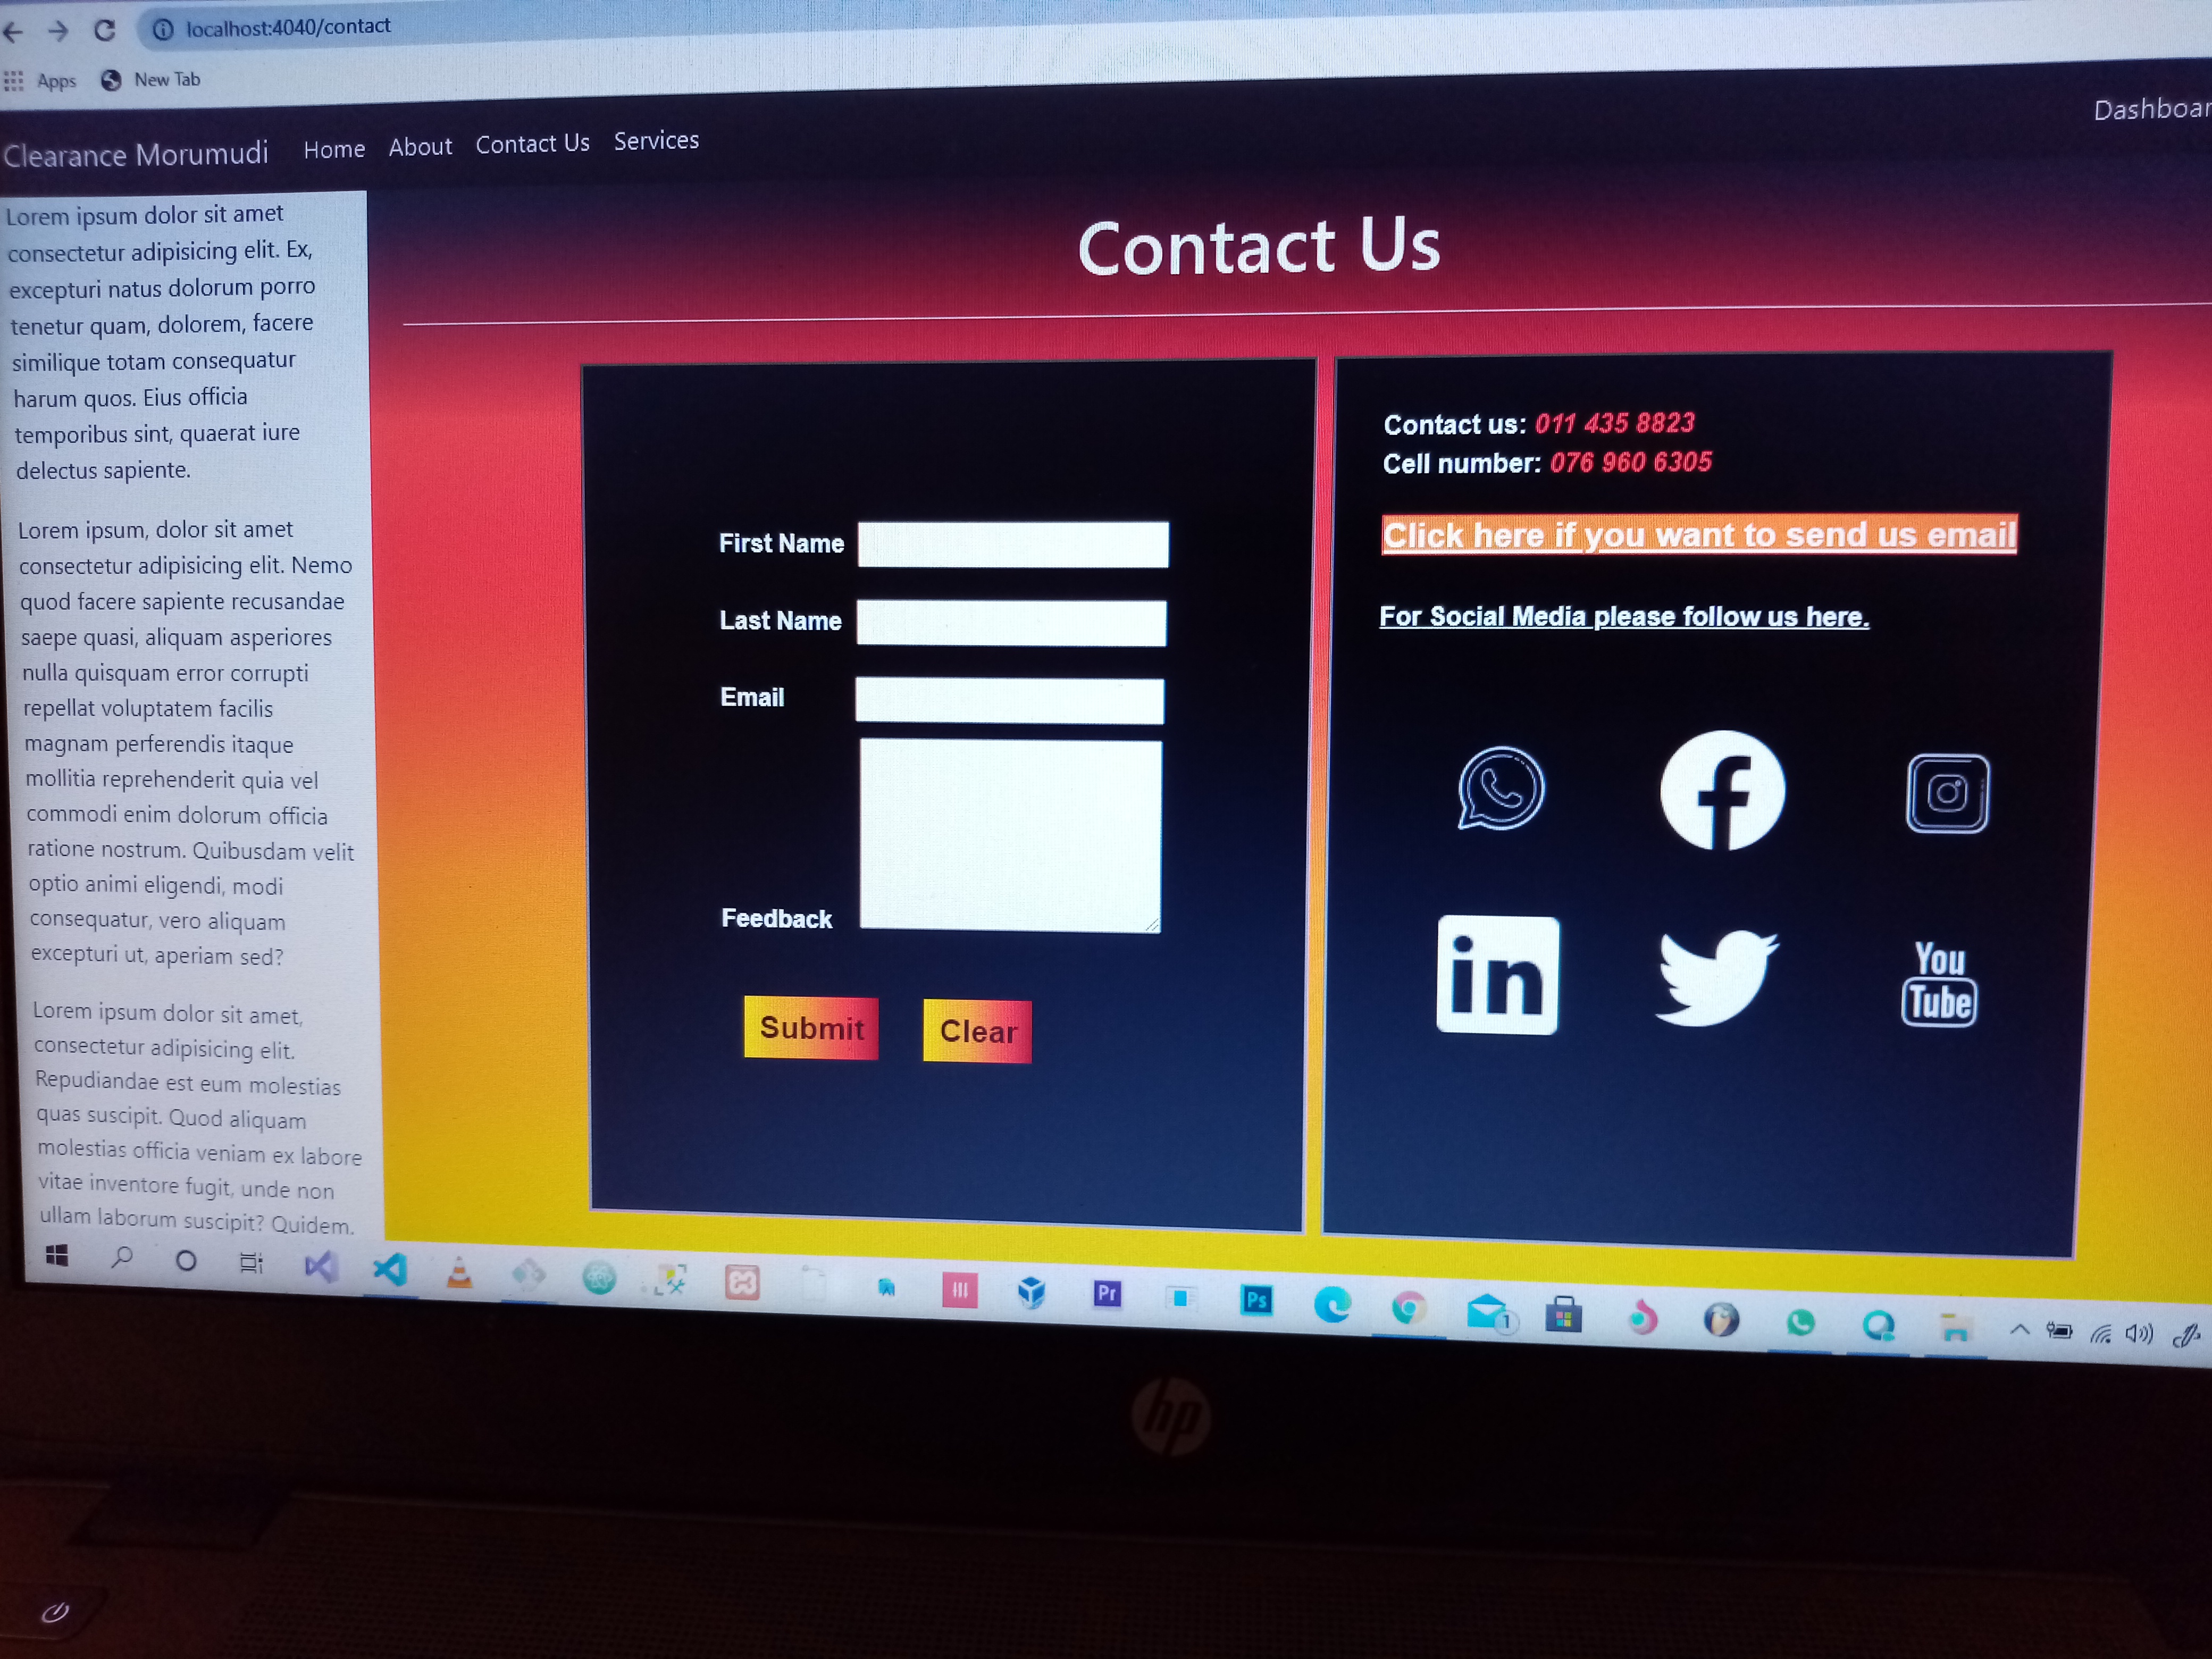 localhost:4040/contact
Apps
New Tab
Dashboar
Clearance Morumudi
Home
About
Contact Us
Services
Lorem ipsum dolor sit amet
consectetur adipisicing elit. Ex,
excepturi natus dolorum porro
tenetur quam, dolorem, facere
similique totam consequatur
harum quos. Eius officia
temporibus sint, quaerat iure
delectus sapiente.
Lorem ipsum, dolor sit amet
consectetur adipisicing elit. Nemo
quod facere sapiente recusandae
saepe quasi, aliquam asperiores
nulla quisquam error corrupti
repellat voluptatem facilis
magnam perferendis itaque
mollitia reprehenderit quia vel
commodi enim dolorum officia
ratione nostrum. Quibusdam velit
optio animi eligendi, modi
consequatur, vero aliquam
excepturi ut, aperiam sed?
Lorem ipsum dolor sit amet,
consectetur adipisicing elit.
Repudiandae est eum molestias
quas suscipit. Quod aliquam
molestias officia veniam ex labore
vitae inventore fugit, unde non
ullam laborum suscipit? Quidem.
Contact Us
First Name
Last Name
Email
Feedback
Submit
Clear
Contact us: 011 435 8823
Cell number: 076 960 6305
Click here if you want to send us email
For Social Media please follow us here.
f
in
You
Tube
Pr
Ps
1
hp